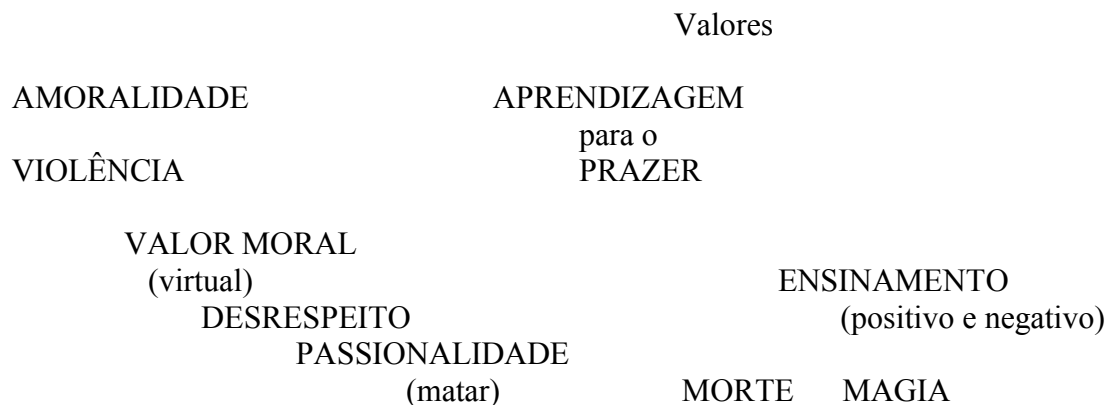 Valores
AMORALIDADE APRENDIZAGEM
para o
VIOLÊNCIA PRAZER
VALOR MORAL
(virtual) ENSINAMENTO
DESRESPEITO (positivo e negativo)
PASSIONALIDADE
(matar) MORTE MAGIA